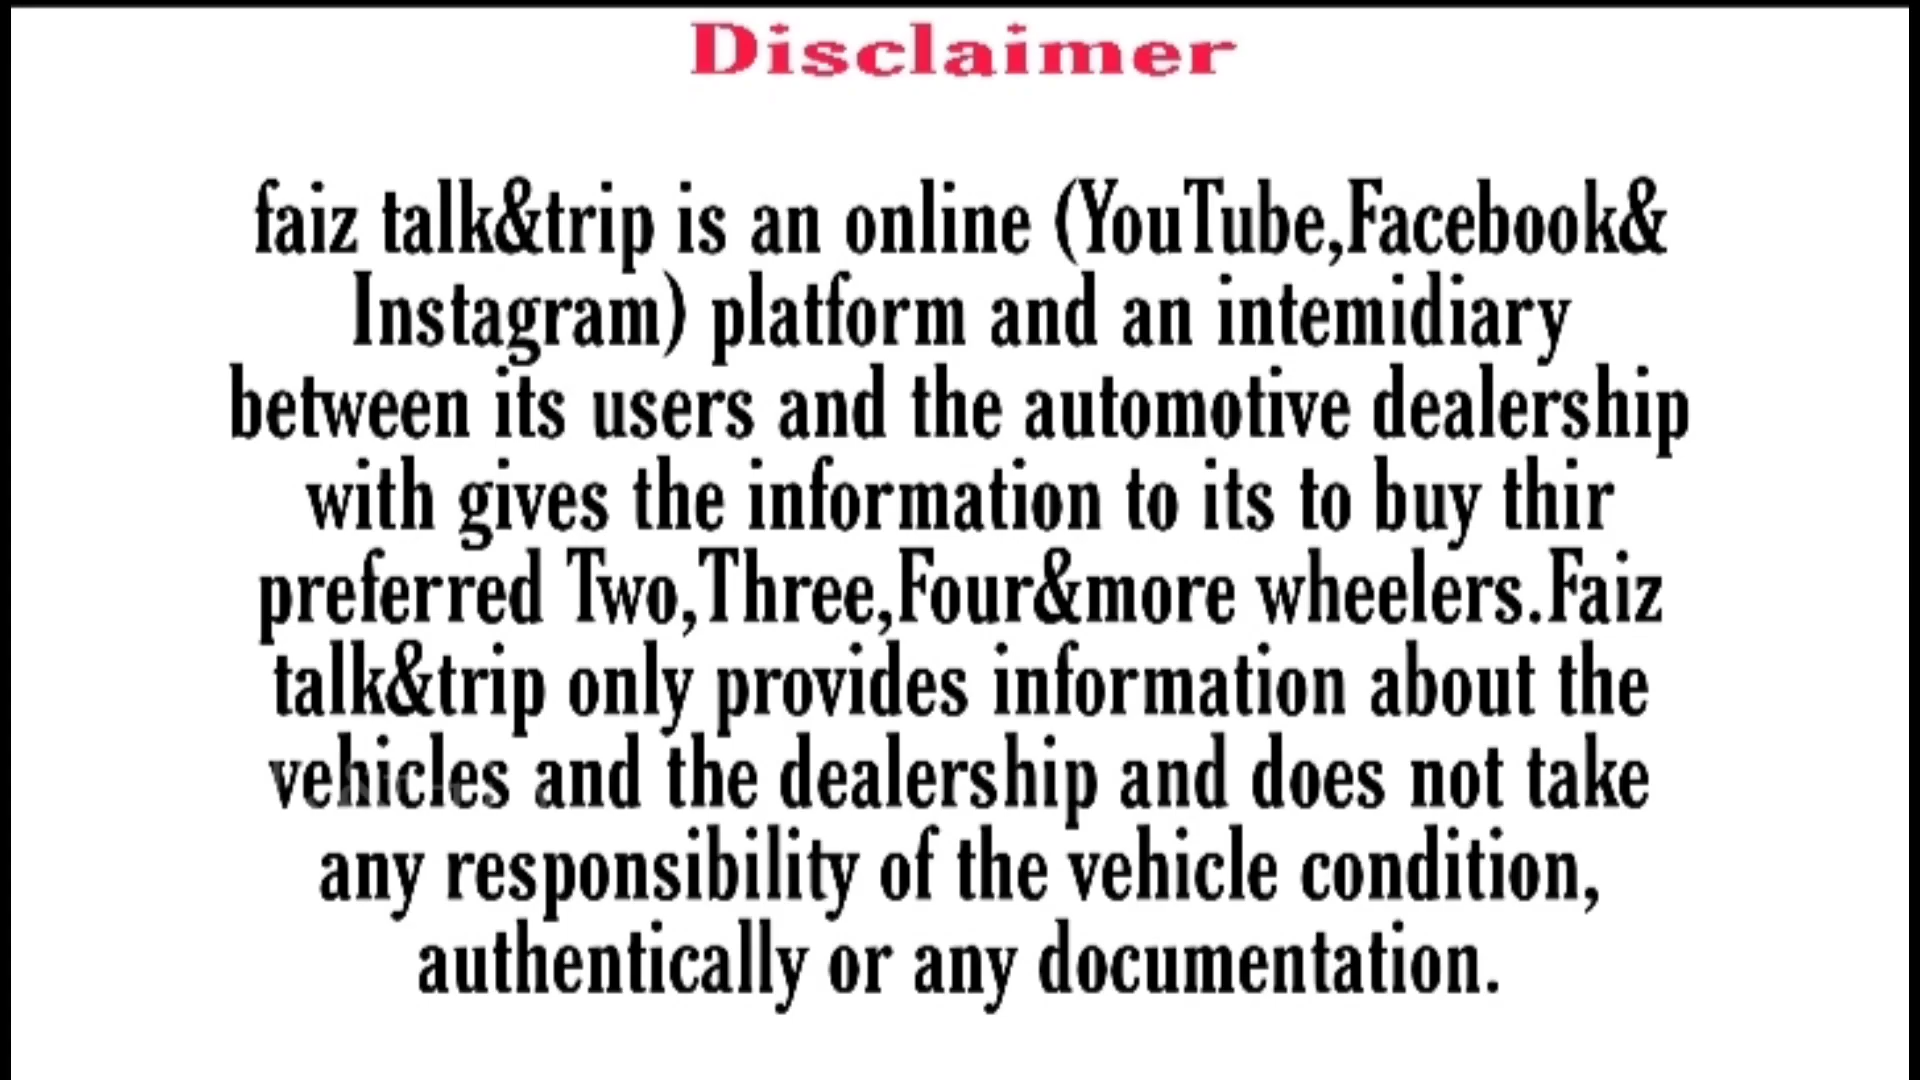 Disclaimer
faiz talk&trip is an online (YouTube,Facebook&
Instagram) platform and an intemidiary
between its users and the automotive dealership
with gives the information to its to buy thir
preferred Two,Three,Four&more wheelers.Faiz
talk&trip only provides information about the
vehicles and the dealership and does not take
any responsibility of the vehicle condition,
authentically or any documentation.